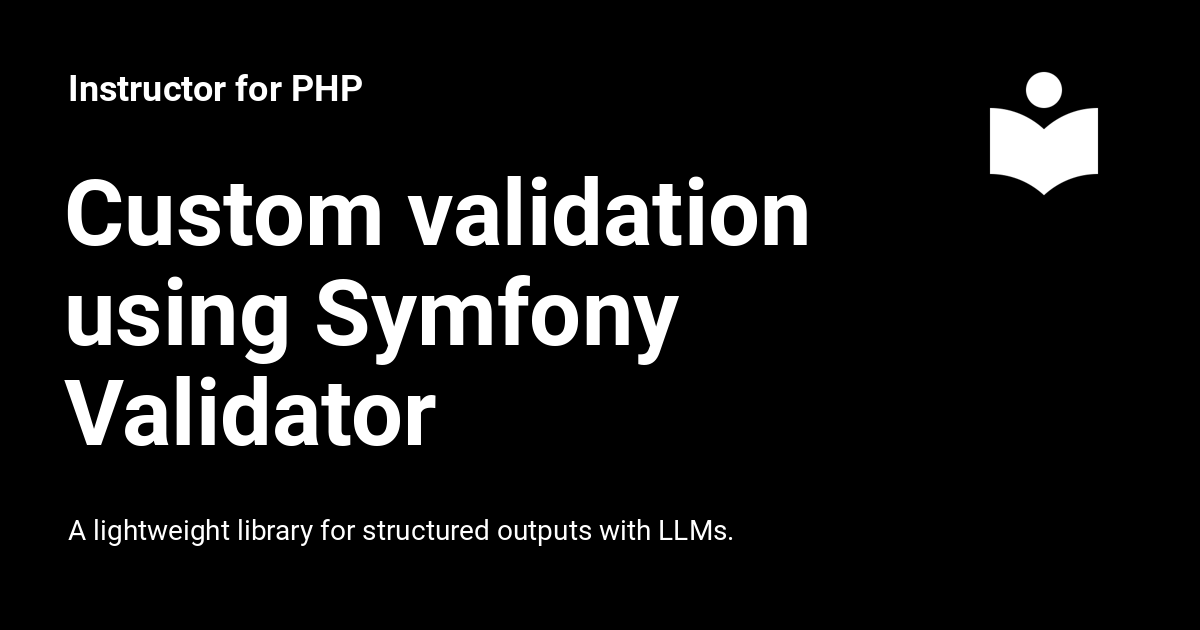 Instructor for PHP
Custom validation
using Symfony
Validator
A lightweight library for structured outputs with LLMs.